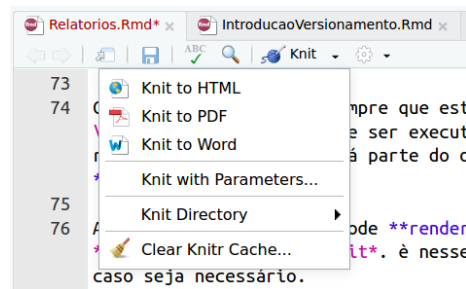 Relatorios.Rmd* × IntroducaoVersionamento.Rmd ×
ABC Knit
73
Knit to HTML
74 mpre que est
Knit to PDF
e ser execut
Knit to Word
á parte do c
Knit with Parameters...
75
Knit Directory
76 ode **render
Clear Knitr Cache...
it*. è nesse
caso seja necessário.